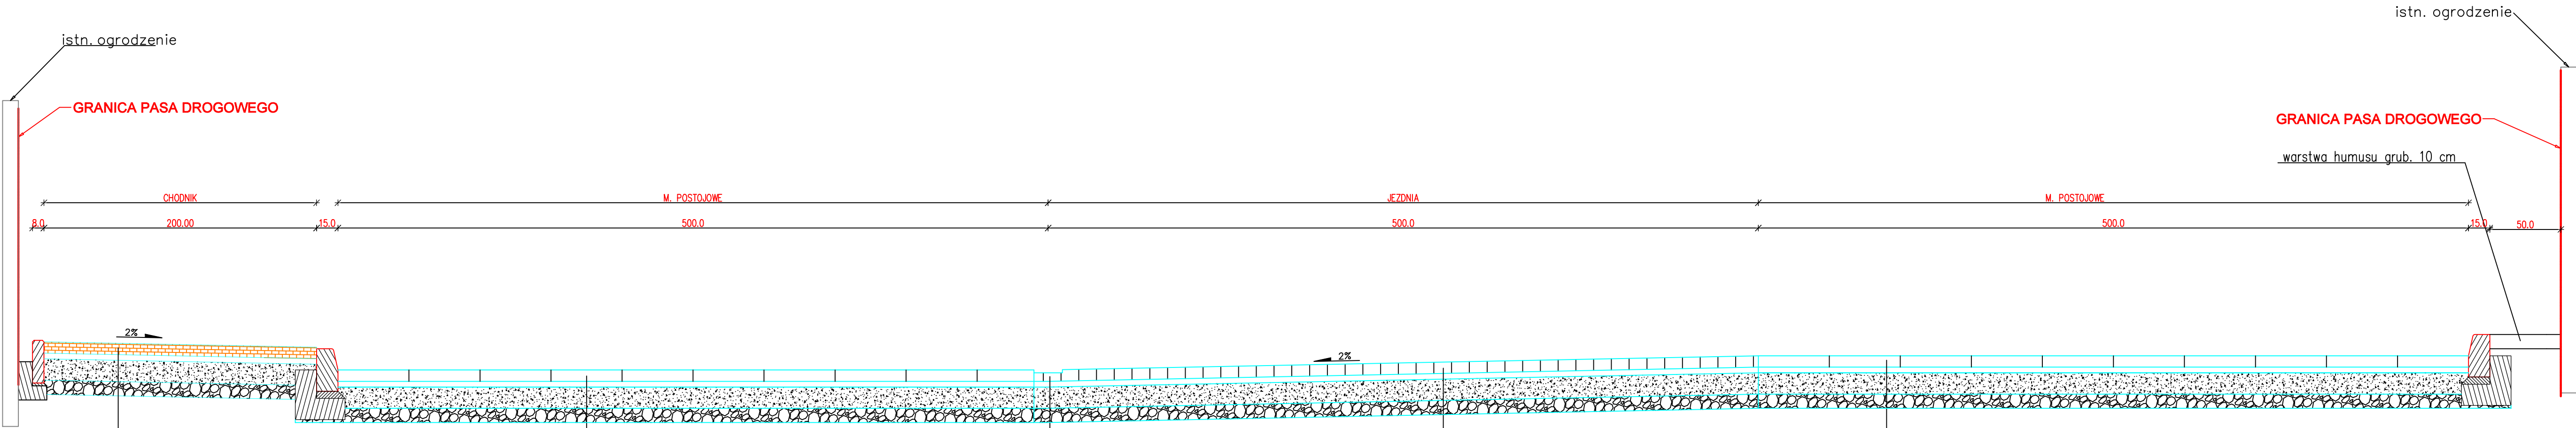 istn. ogrodzenie
istn. ogrodzenie
GRANICA PASA DROGOWEGO
GRANICA PASA DROGOWEGO
warstwa humusu grub. 10 cm
CHODNIK M. POSTOJOWE JEZDNIA M. POSTOJOWE
8.0 200.00 15.0 500.0 500.0 500.0 15.0 50.0
2%
2%